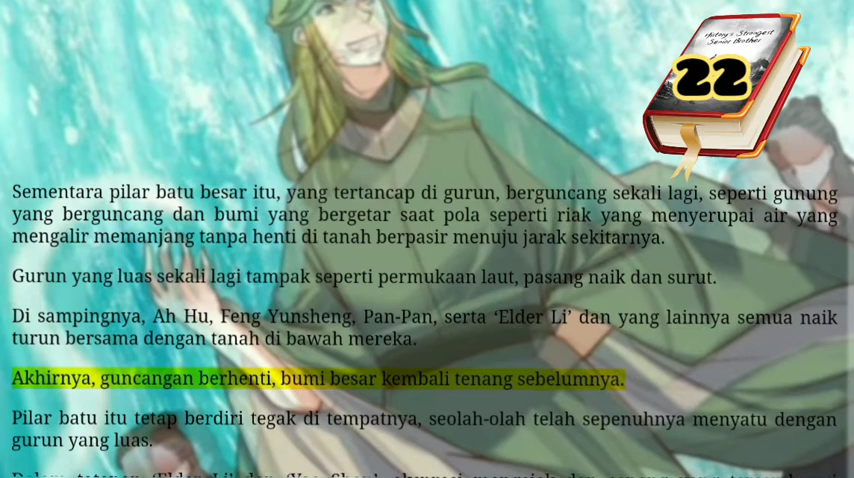 History's Strongest
Senior Brother
22
Sementara pilar batu besar itu, yang tertancap di gurun, berguncang sekali lagi, seperti gunung
yang berguncang dan bumi yang bergetar saat pola seperti riak yang menyerupai air yang
mengalir memanjang tanpa henti di tanah berpasir menuju jarak sekitarnya.
Gurun yang luas sekali lagi tampak seperti permukaan laut, pasang naik dan surut.
Di sampingnya, Ah Hu, Feng Yunsheng, Pan-Pan, serta ‘Elder Li’ dan yang lainnya semua naik
turun bersama dengan tanah di bawah mereka.
Akhirnya, guncangan berhenti, bumi besar kembali tenang sebelumnya.
Pilar batu itu tetap berdiri tegak di tempatnya, seolah-olah telah sepenuhnya menyatu dengan
gurun yang luas.